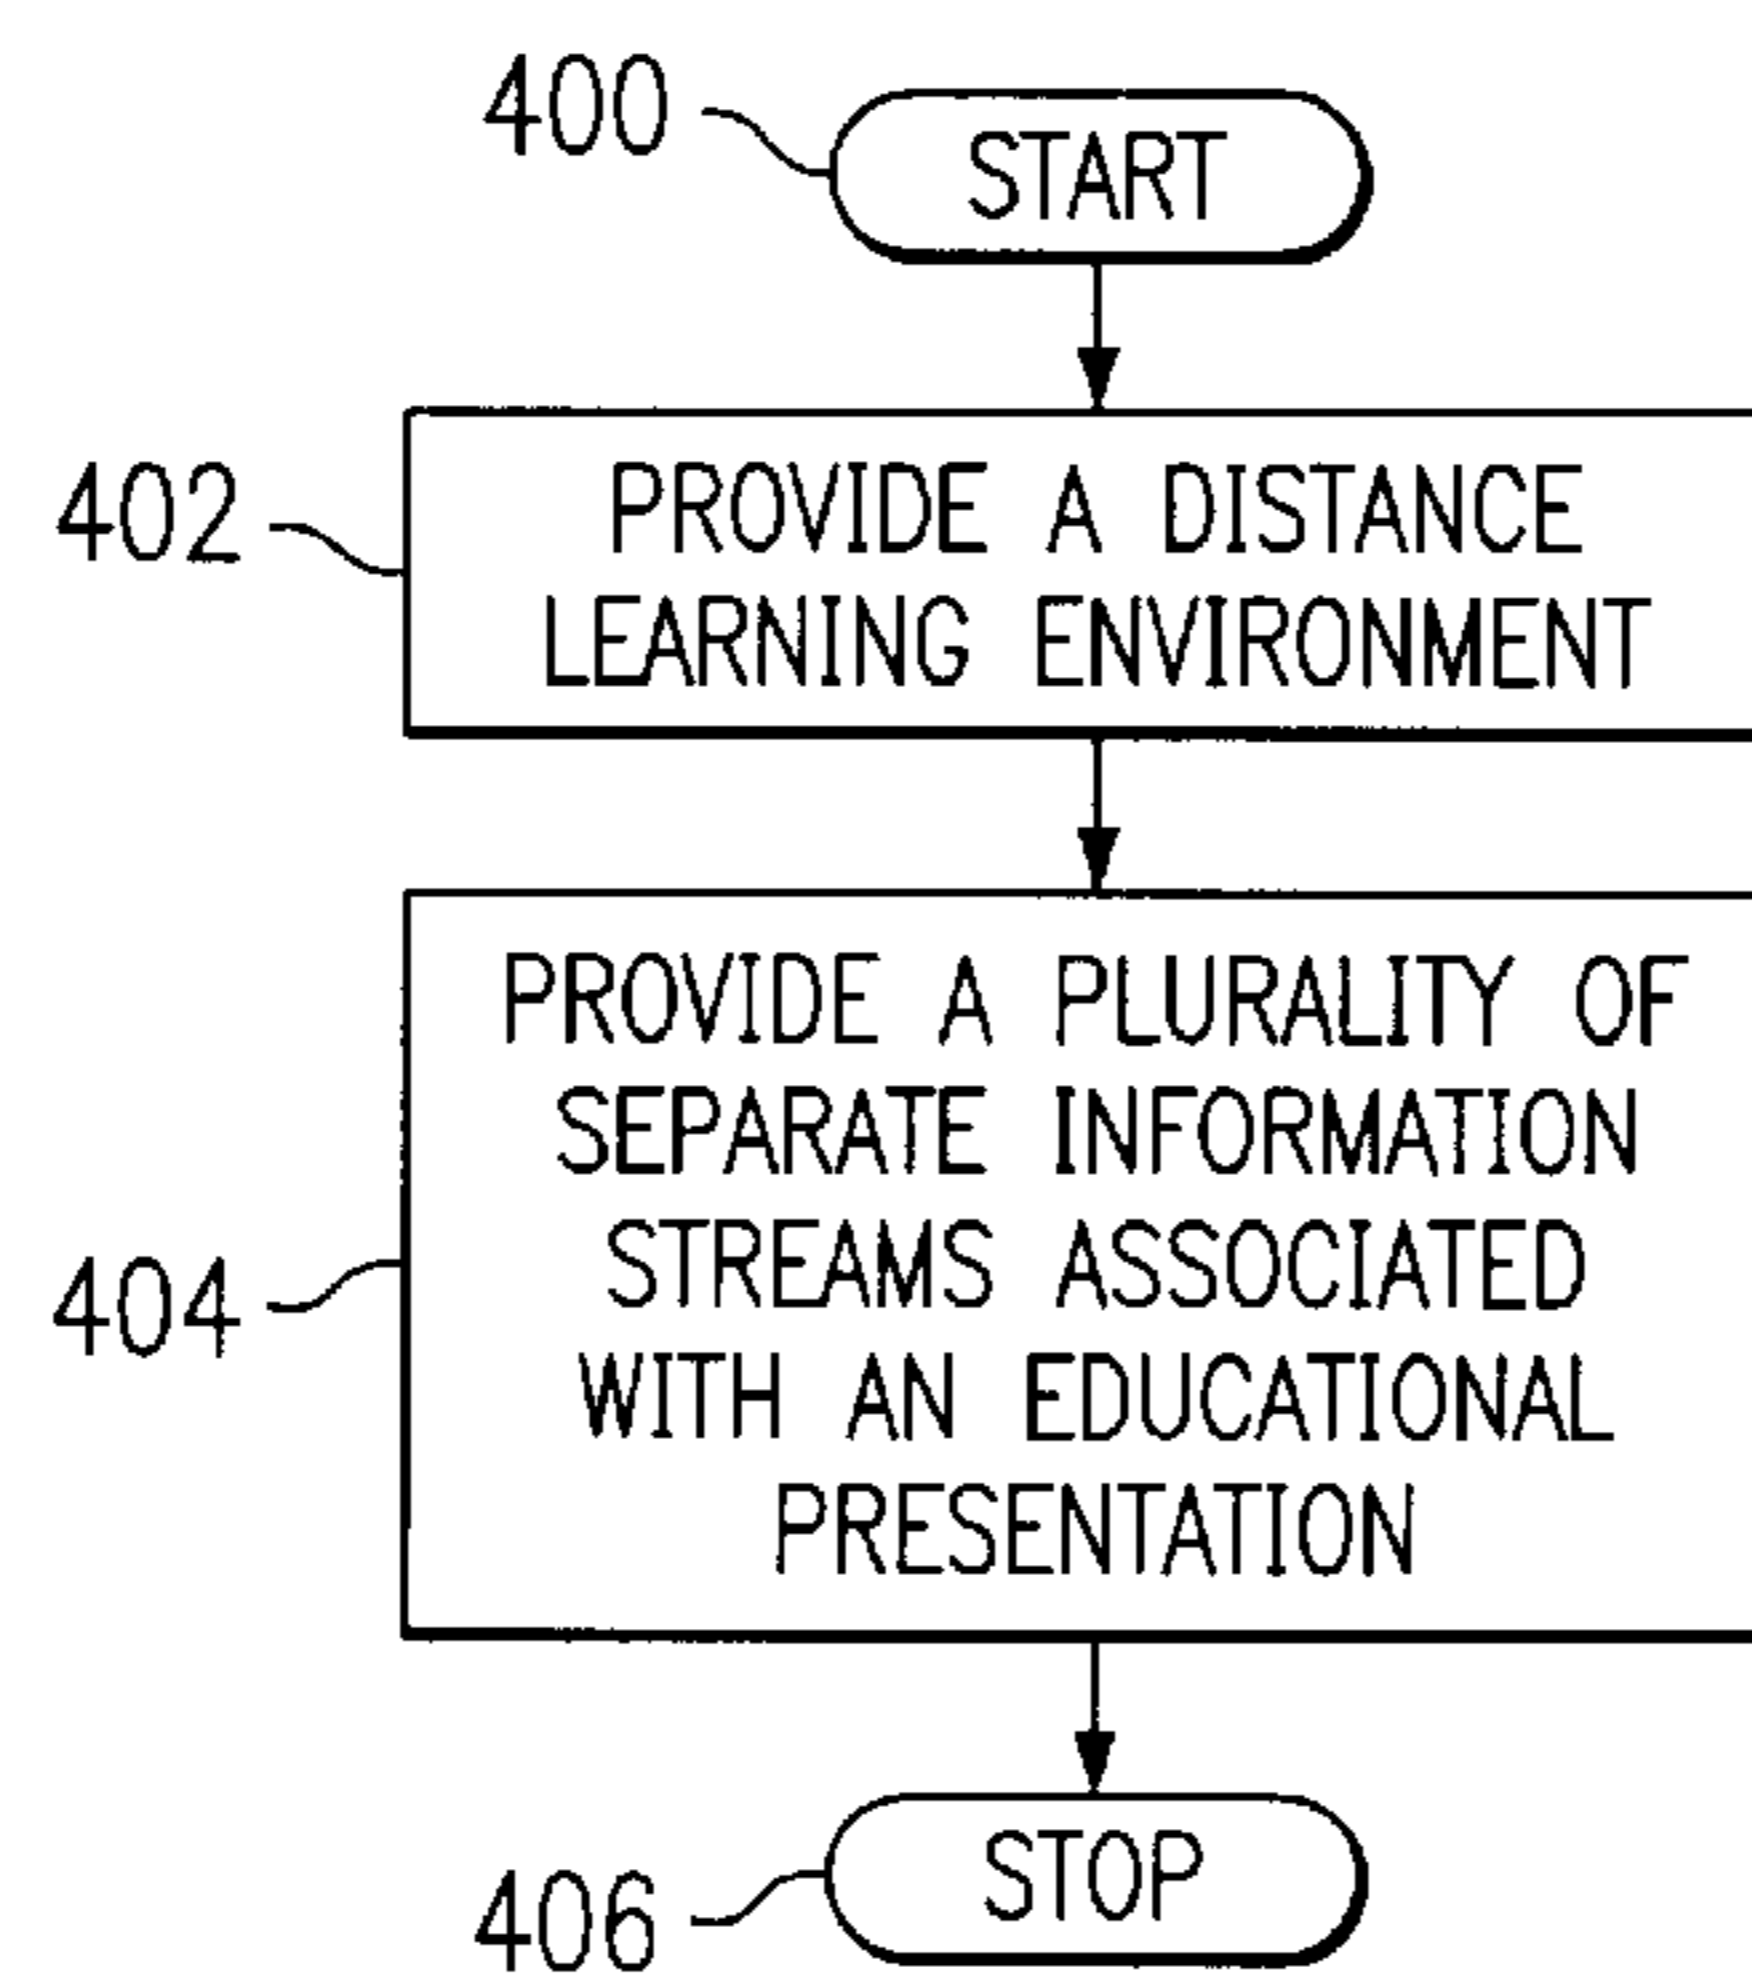 400
START
402
PROVIDE A DISTANCE
LEARNING ENVIRONMENT
404
PROVIDE A PLURALITY OF
SEPARATE INFORMATION
STREAMS ASSOCIATED
WITH AN EDUCATIONAL
PRESENTATION
406
STOP